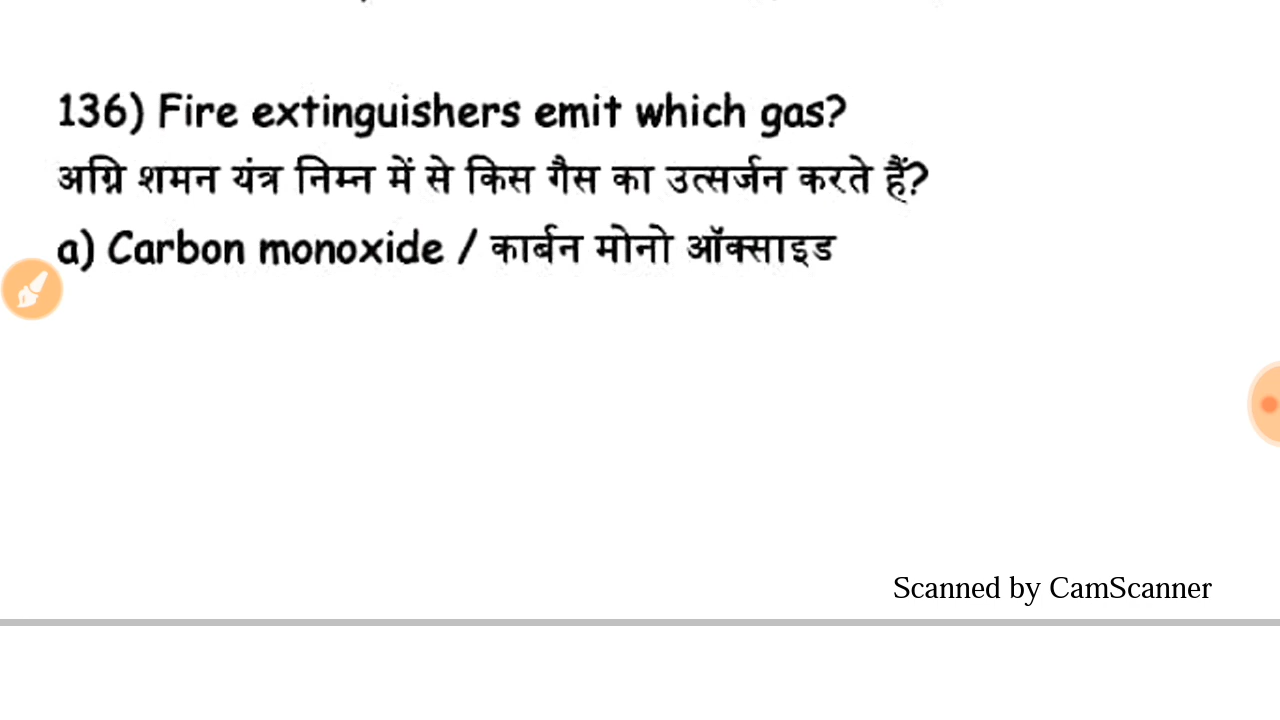 136) Fire extinguishers emit which gas?
अग्नि शमन यंत्र निम्न में से किस गैस का उत्सर्जन करते हैं?
a) Carbon monoxide / कार्बन मोनो ऑक्साइड
Scanned by CamScanner